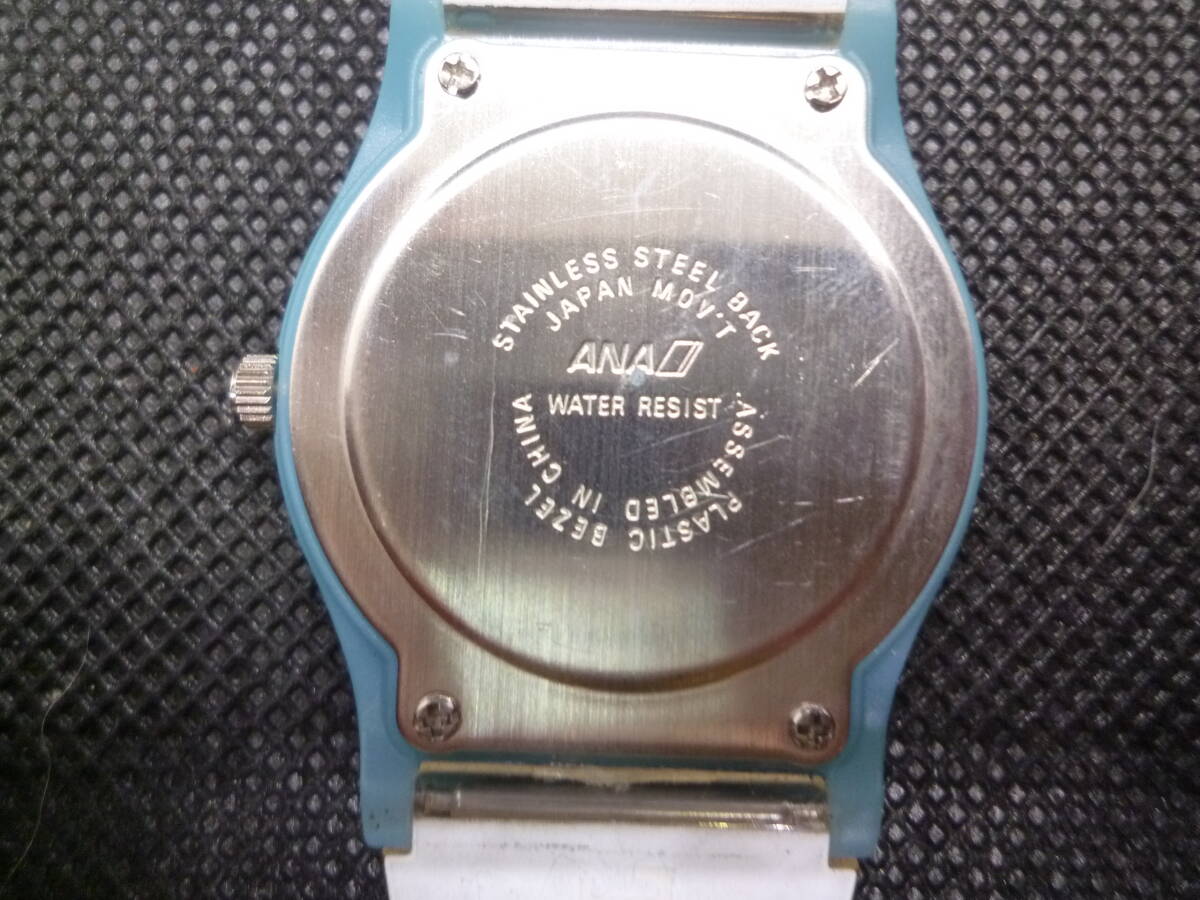 STAINLESS STEEL BACK
JAPAN MOV'T
ANA
WATER RESIST
ASSEMBLED IN CHINA
PLASTIC BEZEL